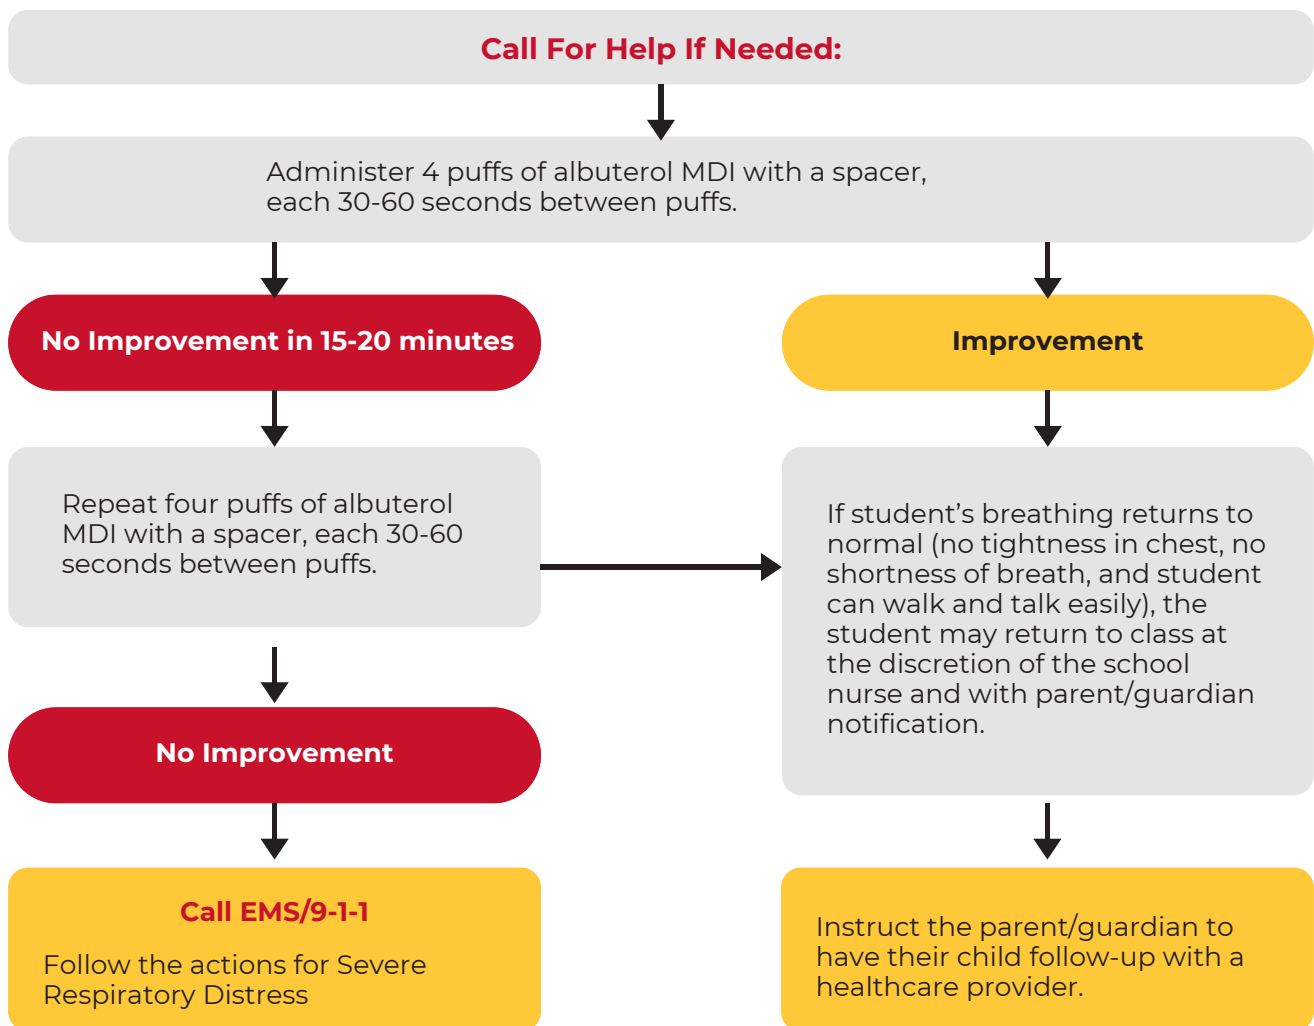 Call For Help If Needed:
Administer 4 puffs of albuterol MDI with a spacer,
each 30-60 seconds between puffs.
No Improvement in 15-20 minutes
Improvement
Repeat four puffs of albuterol
MDI with a spacer, each 30-60
seconds between puffs.
If student’s breathing returns to
normal (no tightness in chest, no
shortness of breath, and student
can walk and talk easily), the
student may return to class at
the discretion of the school
nurse and with parent/guardian
notification.
No Improvement
Call EMS/9-1-1
Follow the actions for Severe
Respiratory Distress
Instruct the parent/guardian to
have their child follow-up with a
healthcare provider.